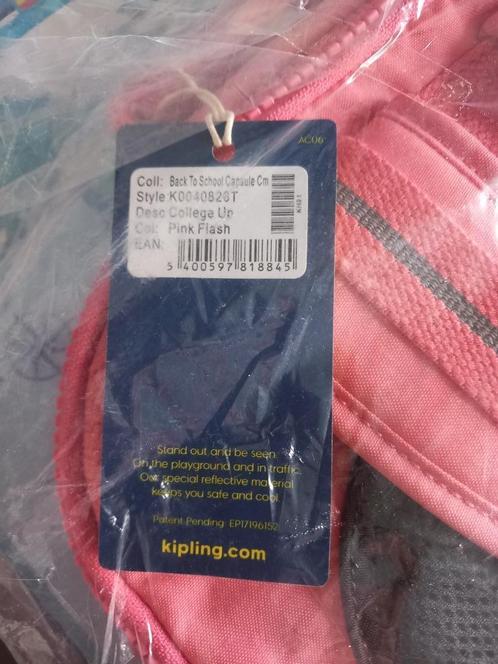 AC06
Coll: Back To School Capsule Cm
Style K0040828T
Desc College Up
Col: Pink Flash
EAN:
5 400597 818845
Stand out and be seen
On the playground and in traffic.
Our special reflective material
keeps you safe and cool
Patent Pending: EP17196152
kipling.com